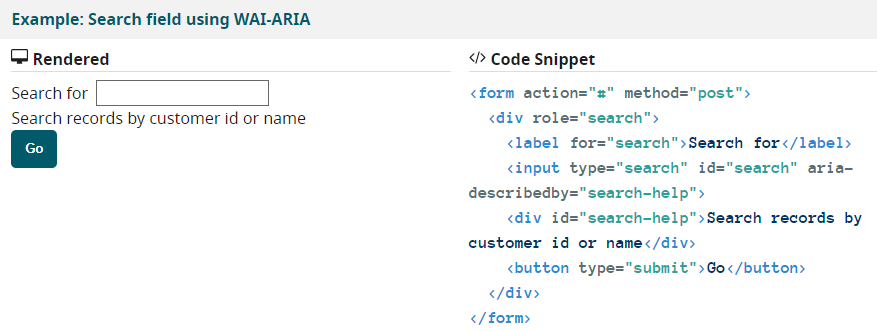 Example: Search field using WAI-ARIA
Rendered
Search for
Search records by customer id or name
Go
</> Code Snippet
<form action="#" method="post">
<div role="search">
<label for="search">Search for</label>
<input type="search" id="search" aria-
describedby="search-help">
<div id="search-help">Search records by
customer id or name</div>
<button type="submit">Go</button>
</div>
</form>